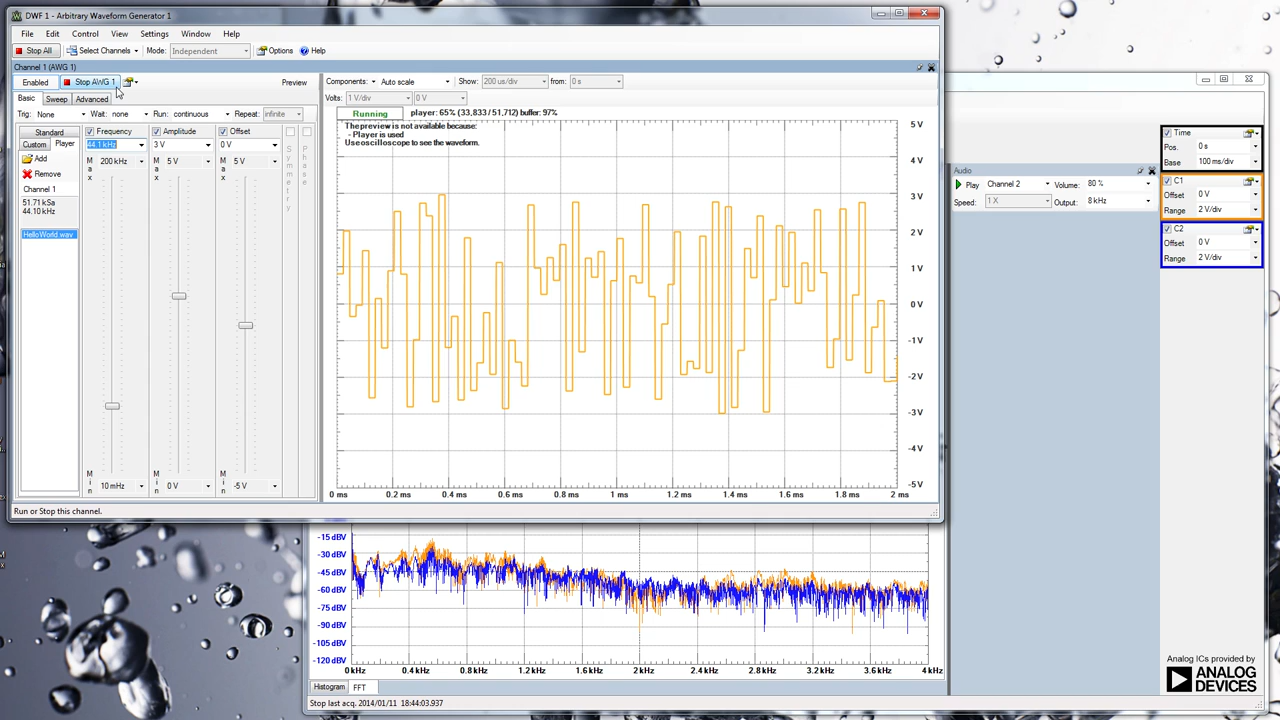 DWF 1 - Arbitrary Waveform Generator 1
File Edit Control View Settings Window Help
Stop All Select Channels Mode: Independent Options Help
Channel 1 (AWG 1)
Enabled Stop AWG 1 Preview
Basic Sweep Advanced
Trig: None Wait: none Run: continuous Repeat: infinite
Standard
Custom Player
Add
Remove
Channel 1
51.71 kSa
44.10 kHz
HelloWorld.wav
Frequency Amplitude Offset
44.1 kHz 3 V 0 V
Max 200 kHz 5 V 5 V
Symmetry
Phase
Min 10 mHz 0 V -5 V
Run or Stop this channel.
Components: Auto scale Show: 200 us/div from: 0 s
Volts: 1 V/div 0 V
Running player: 65% (33,833 / 51,712) buffer: 97%
The preview is not available because:
- Player is used
Use oscilloscope to see the waveform.
5 V
4 V
3 V
2 V
1 V
0 V
-1 V
-2 V
-3 V
-4 V
-5 V
0 ms 0.2 ms 0.4 ms 0.6 ms 0.8 ms 1 ms 1.2 ms 1.4 ms 1.6 ms 1.8 ms 2 ms
Audio
Play Channel 2 Volume: 80 %
Speed: 1 X Output: 8 kHz
Time
Pos. 0 s
Base 100 ms/div
C1
Offset 0 V
Range 2 V/div
C2
Offset 0 V
Range 2 V/div
-15 dBV
-30 dBV
-45 dBV
-60 dBV
-75 dBV
-90 dBV
-105 dBV
-120 dBV
0 kHz 0.4 kHz 0.8 kHz 1.2 kHz 1.6 kHz 2 kHz 2.4 kHz 2.8 kHz 3.2 kHz 3.6 kHz 4 kHz
Histogram FFT
Stop last acq. 2014/01/11 18:44:03.937
Analog ICs provided by
ANALOG
DEVICES